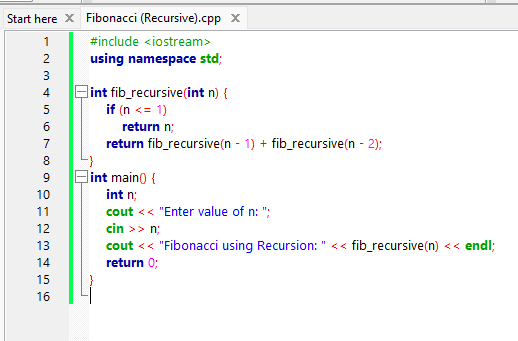 Start here X Fibonacci (Recursive).cpp X
1 #include <iostream>
2 using namespace std;
3
4 int fib_recursive(int n) {
5 if (n <= 1)
6 return n;
7 return fib_recursive(n - 1) + fib_recursive(n - 2);
8 }
9 int main() {
10 int n;
11 cout << "Enter value of n: ";
12 cin >> n;
13 cout << "Fibonacci using Recursion: " << fib_recursive(n) << endl;
14 return 0;
15 }
16